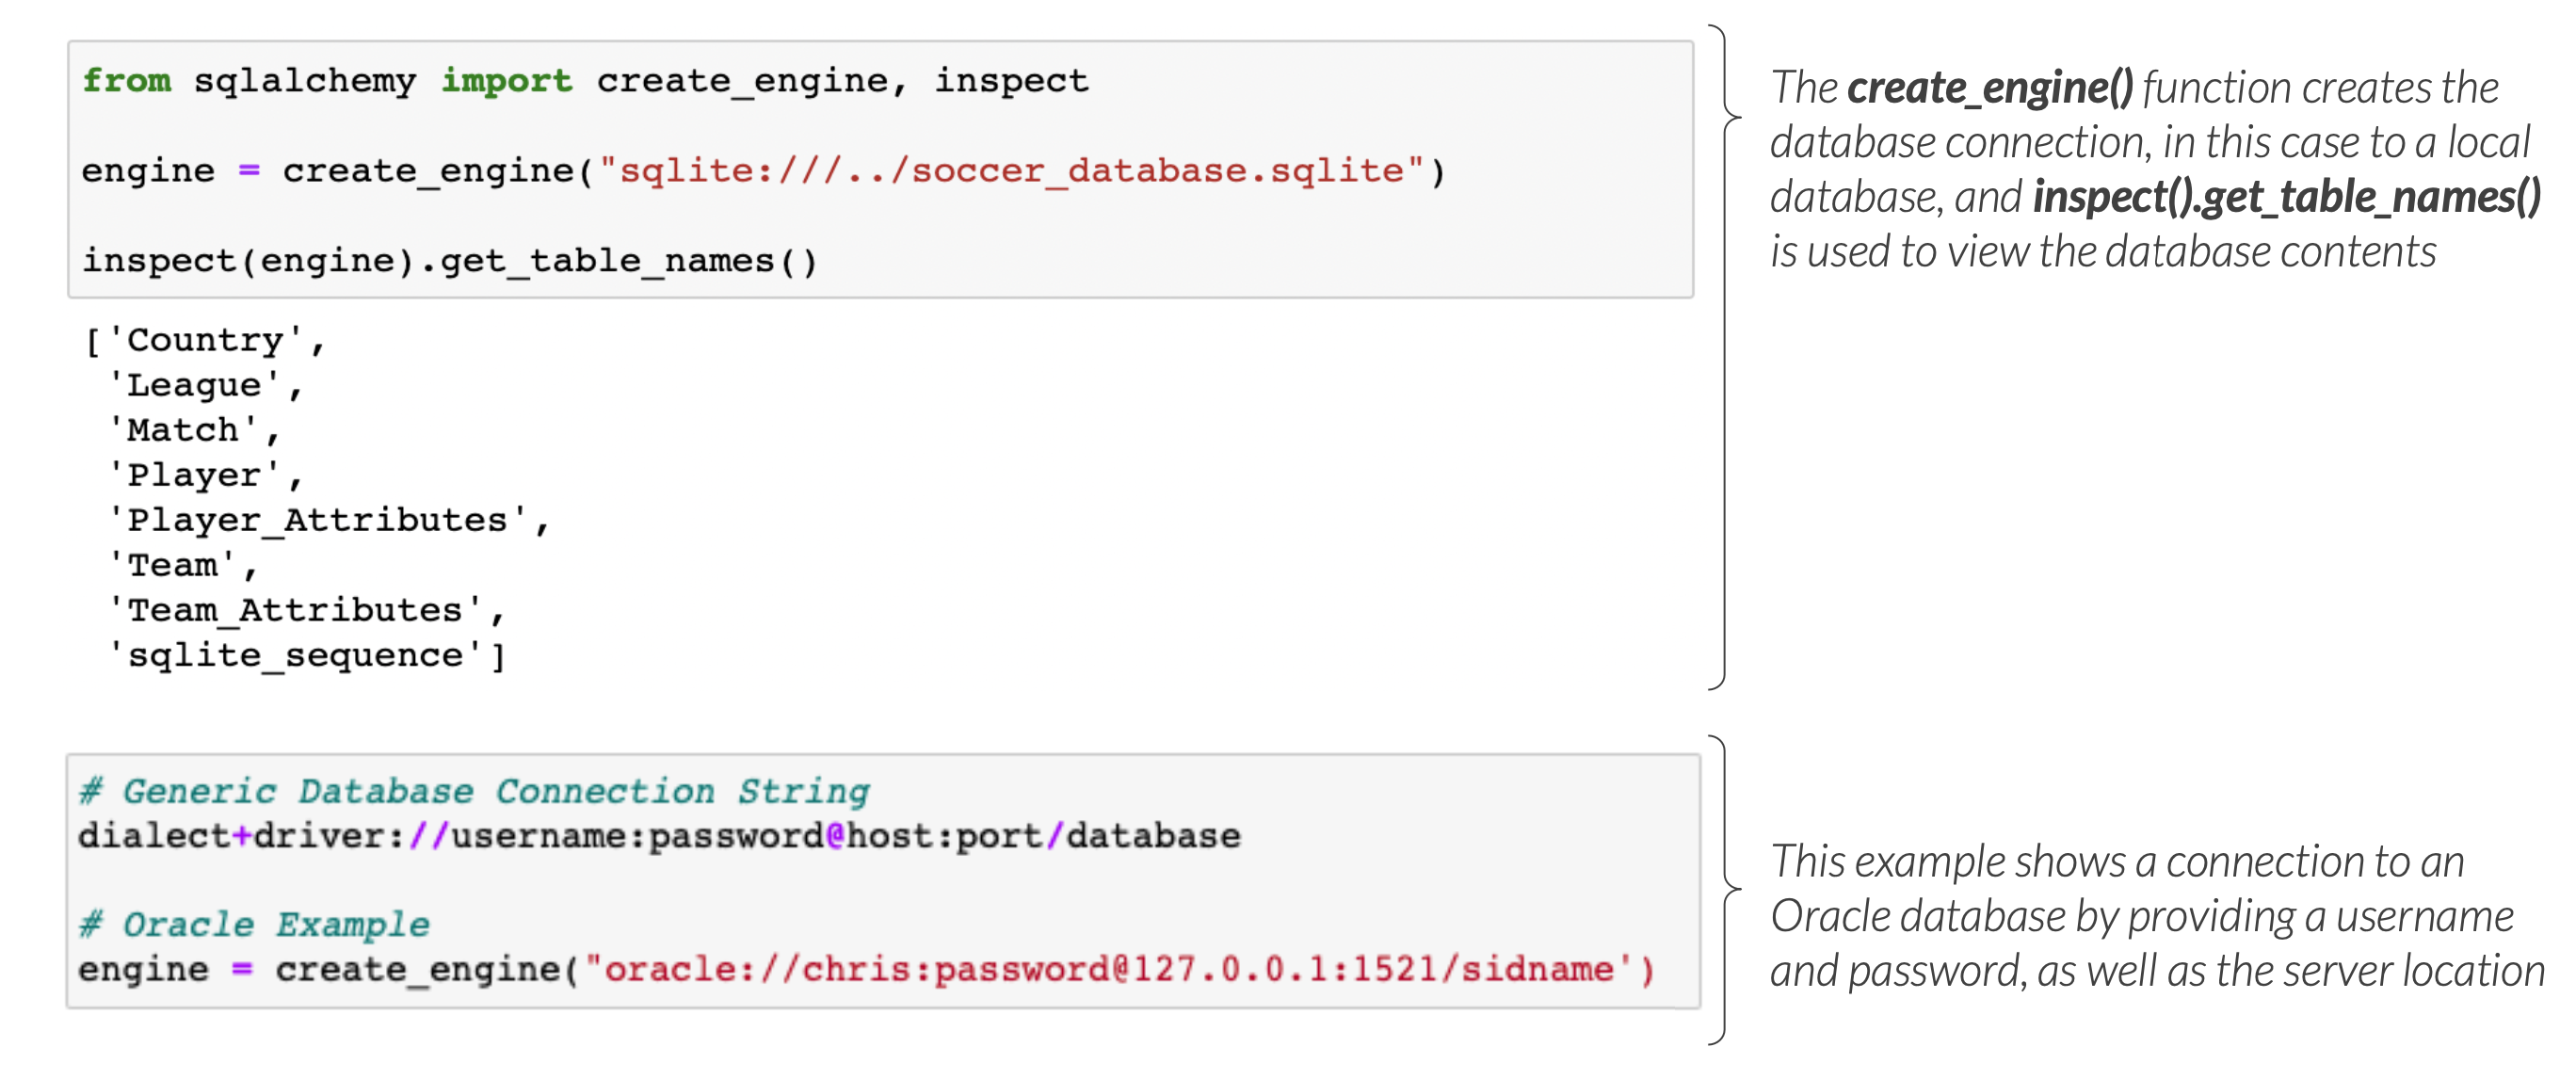 from sqlalchemy import create_engine, inspect
engine = create_engine("sqlite:///../soccer_database.sqlite")
inspect(engine).get_table_names()
['Country',
'League',
'Match',
'Player',
'Player_Attributes',
'Team',
'Team_Attributes',
'sqlite_sequence']
The create_engine() function creates the
database connection, in this case to a local
database, and inspect().get_table_names()
is used to view the database contents
# Generic Database Connection String
dialect+driver://username:password@host:port/database
# Oracle Example
engine = create_engine("oracle://chris:password@127.0.0.1:1521/sidname')
This example shows a connection to an
Oracle database by providing a username
and password, as well as the server location